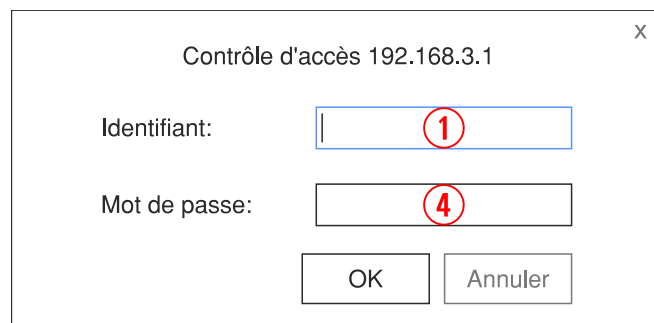 x
Contrôle d'accès 192.168.3.1
Identifiant: 1
Mot de passe: 4
OK Annuler